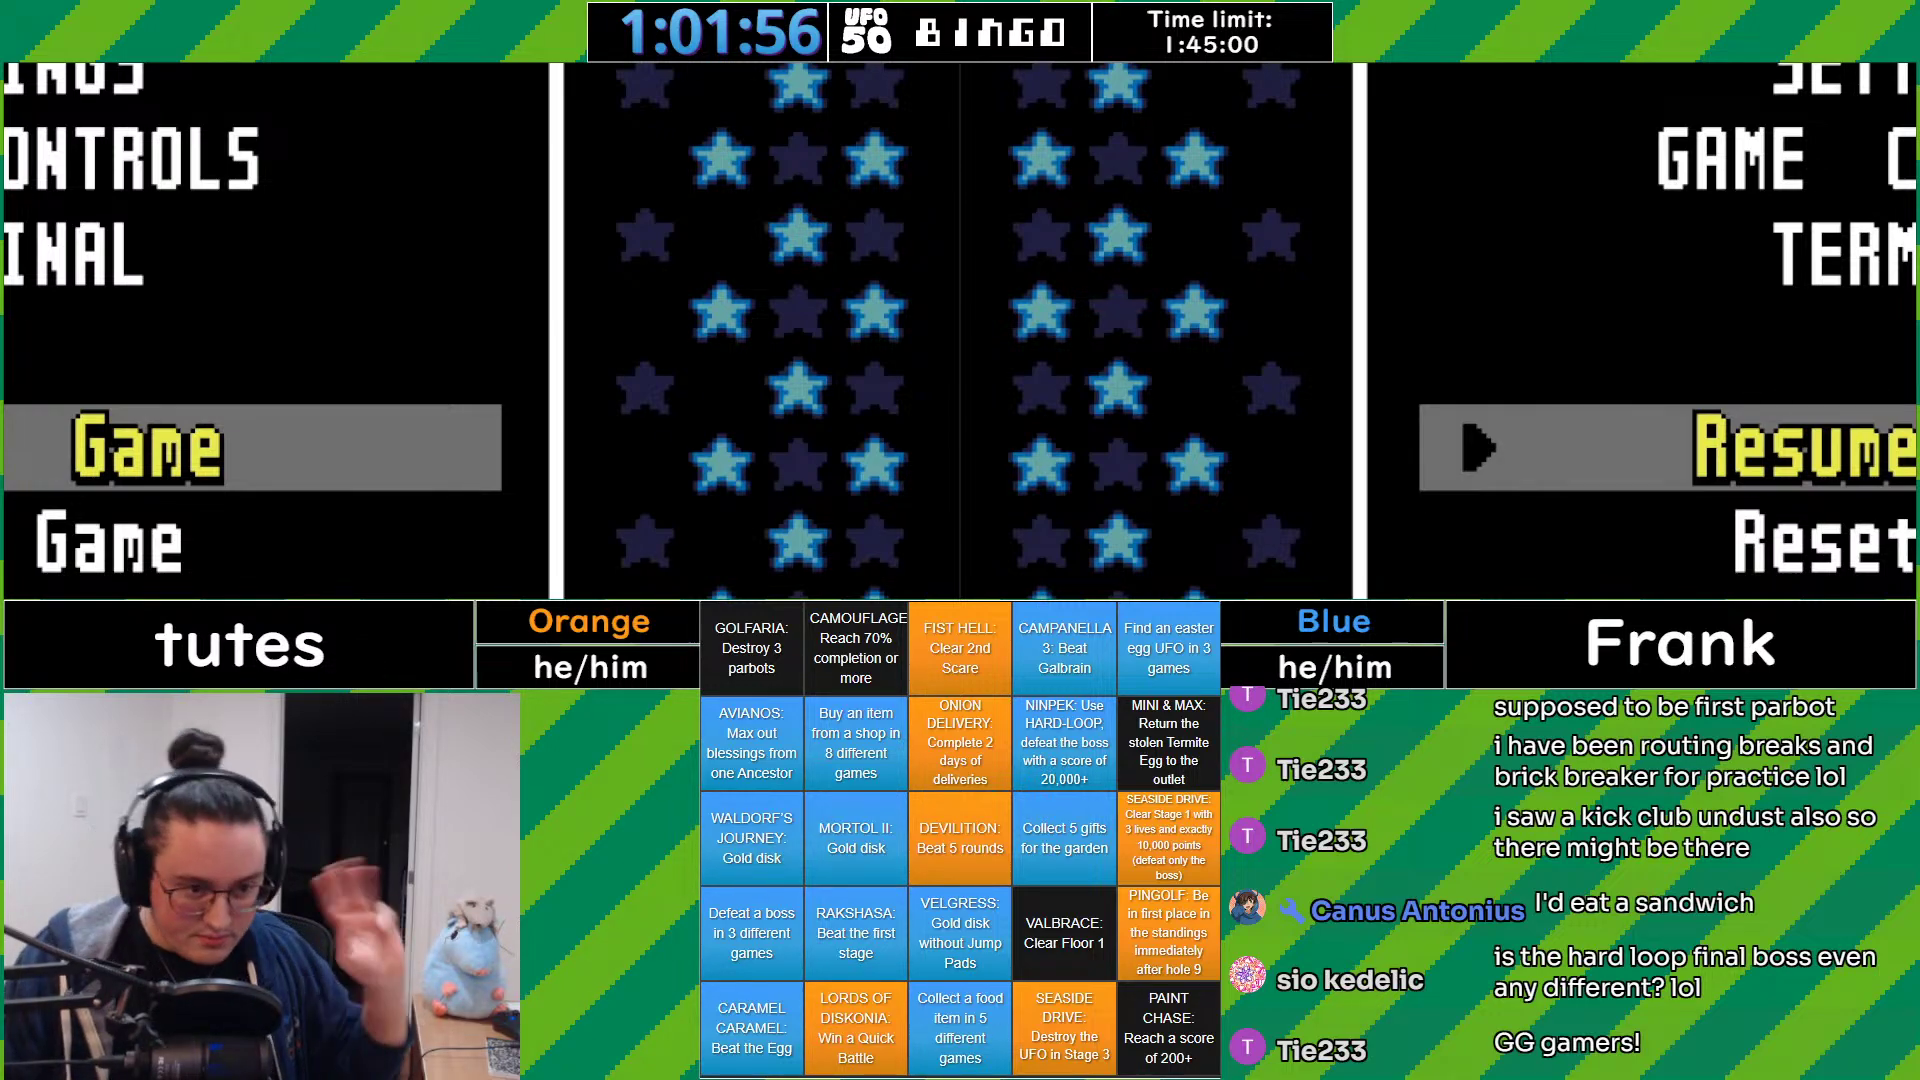 1:01:56
UFO
50
BINGO
Time limit:
1:45:00
INGS
ONTROLS
INAL
Game
Game
SETT
GAME C
TERM
Resume
Reset
tutes
Orange
he/him
Blue
he/him
Frank
GOLFARIA:
Destroy 3
parbots
CAMOUFLAGE
Reach 70%
completion or
more
FIST HELL:
Clear 2nd
Scare
CAMPANELLA
3: Beat
Galbrain
Find an easter
egg UFO in 3
games
AVIANOS:
Max out
blessings from
one Ancestor
Buy an item
from a shop in
8 different
games
ONION
DELIVERY:
Complete 2
days of
deliveries
NINPEK: Use
HARD-LOOP,
defeat the boss
with a score of
20,000+
MINI & MAX:
Return the
stolen Termite
Egg to the
outlet
WALDORF'S
JOURNEY:
Gold disk
MORTOL II:
Gold disk
DEVILITION:
Beat 5 rounds
Collect 5 gifts
for the garden
SEASIDE DRIVE:
Clear Stage 1 with
3 lives and exactly
10,000 points
(defeat only the
boss)
Defeat a boss
in 3 different
games
RAKSHASA:
Beat the first
stage
VELGRESS:
Gold disk
without Jump
Pads
VALBRACE:
Clear Floor 1
PINGOLF: Be
in first place in
the standings
immediately
after hole 9
CARAMEL
CARAMEL:
Beat the Egg
LORDS OF
DISKONIA:
Win a Quick
Battle
Collect a food
item in 5
different
games
SEASIDE
DRIVE:
Destroy the
UFO in Stage 3
PAINT
CHASE:
Reach a score
of 200+
T Tie233 supposed to be first parbot
T Tie233 i have been routing breaks and
brick breaker for practice lol
T Tie233 i saw a kick club undust also so
there might be there
Canus Antonius I'd eat a sandwich
sio kedelic is the hard loop final boss even
any different? lol
T Tie233 GG gamers!